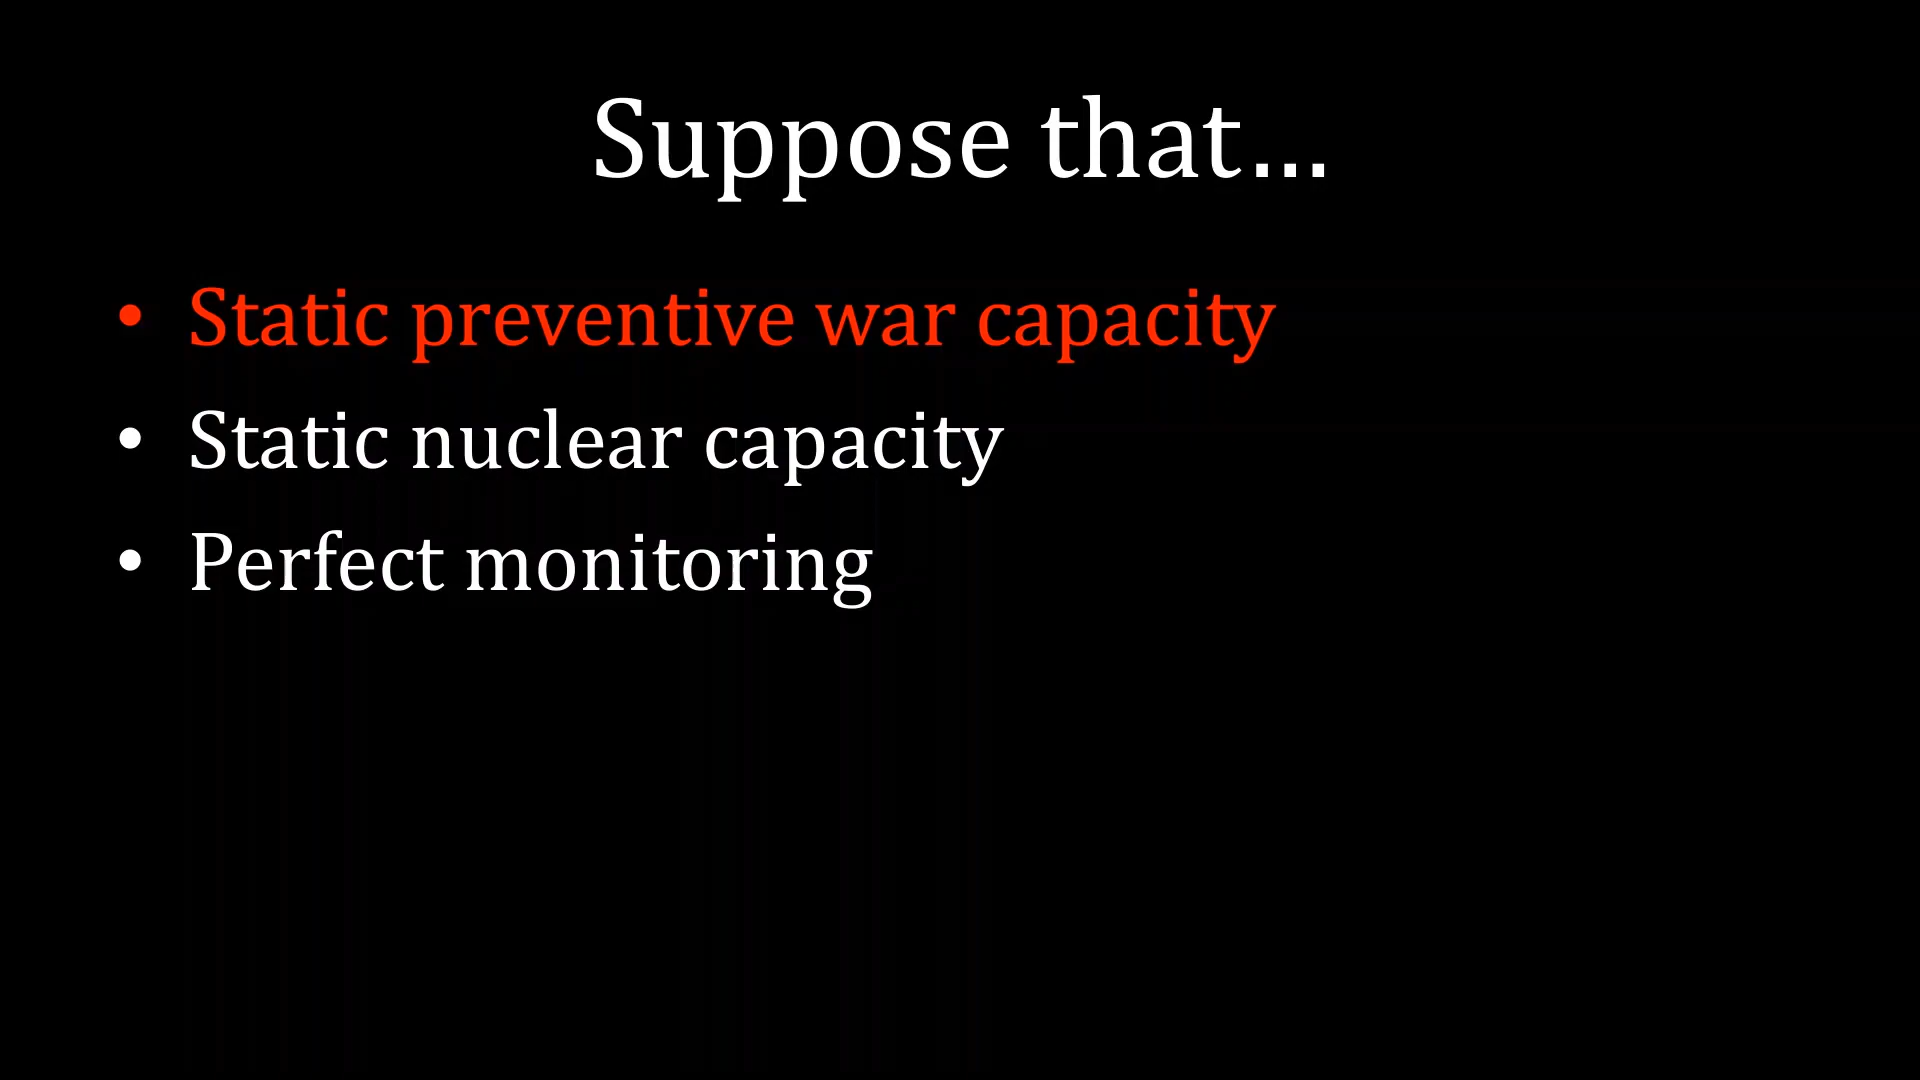 Suppose that…
• Static preventive war capacity
• Static nuclear capacity
• Perfect monitoring